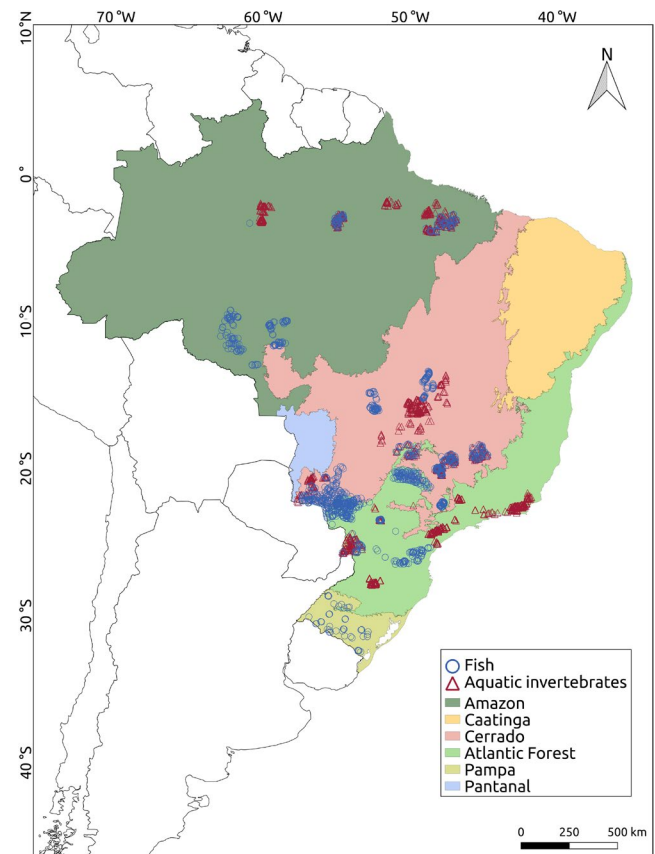 70°W 60°W 50°W 40°W
10°N
N
0°
10°S
20°S
30°S
40°S
Fish
Aquatic invertebrates
Amazon
Caatinga
Cerrado
Atlantic Forest
Pampa
Pantanal
0 250 500 km